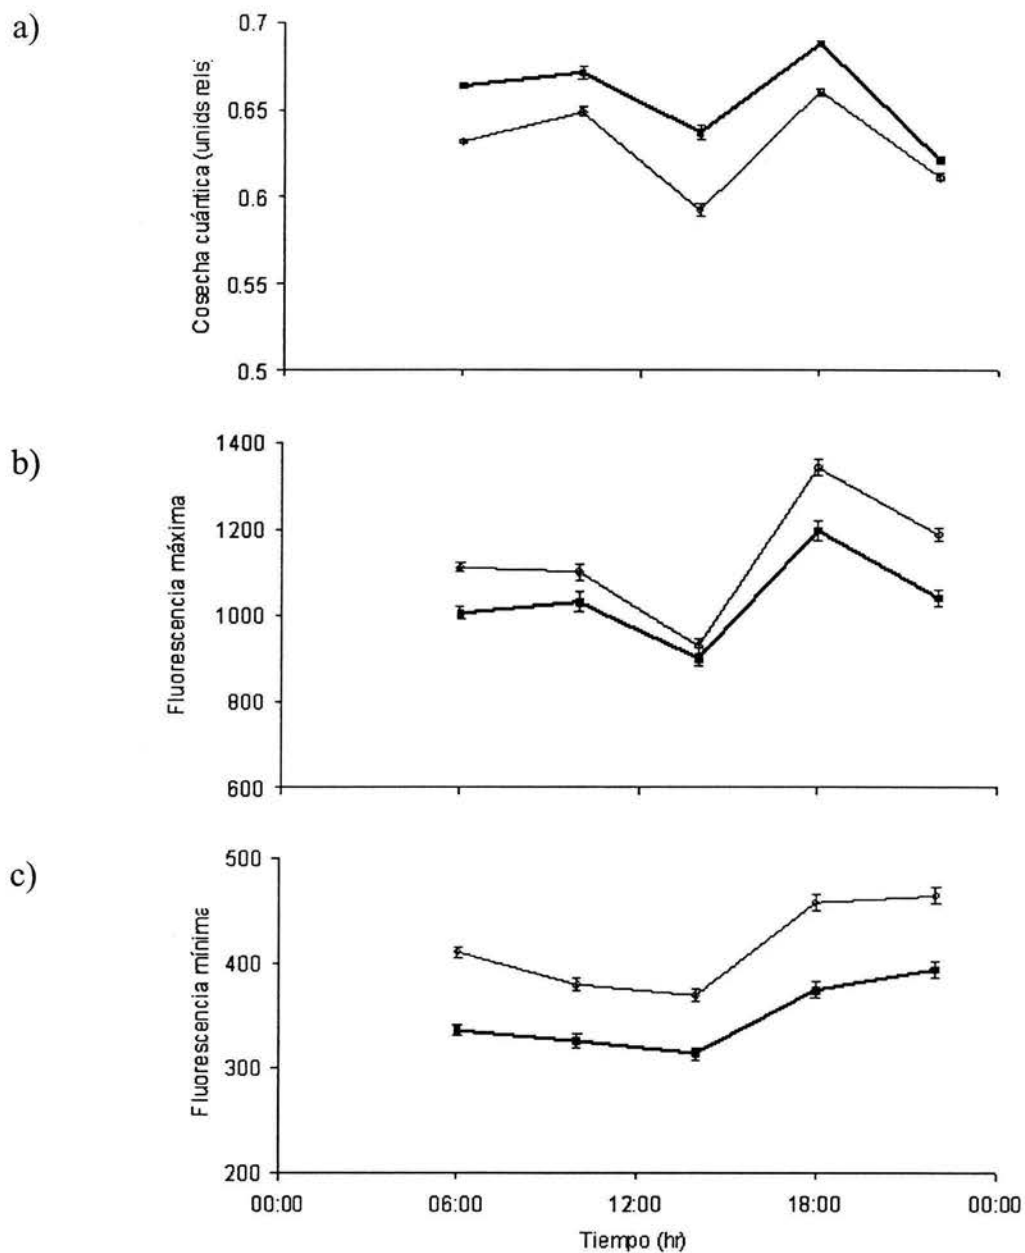 a)
Cosecha cuántica (unids rels
0.7
0.65
0.6
0.55
0.5
b)
Fluorescencia máxima
1400
1200
1000
800
600
c)
Fluorescencia mínima
500
400
300
200
00:00 06:00 12:00 18:00 00:00
Tiempo (hr)